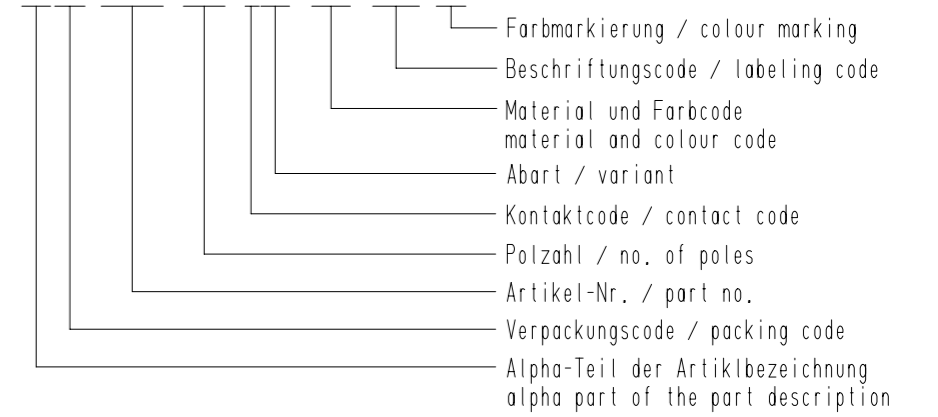 Farbmarkierung / colour marking
Beschriftungscode / labeling code
Material und Farbcode
material and colour code
Abart / variant
Kontaktcode / contact code
Polzahl / no. of poles
Artikel-Nr. / part no.
Verpackungscode / packing code
Alpha-Teil der Artiklbezeichnung
alpha part of the part description